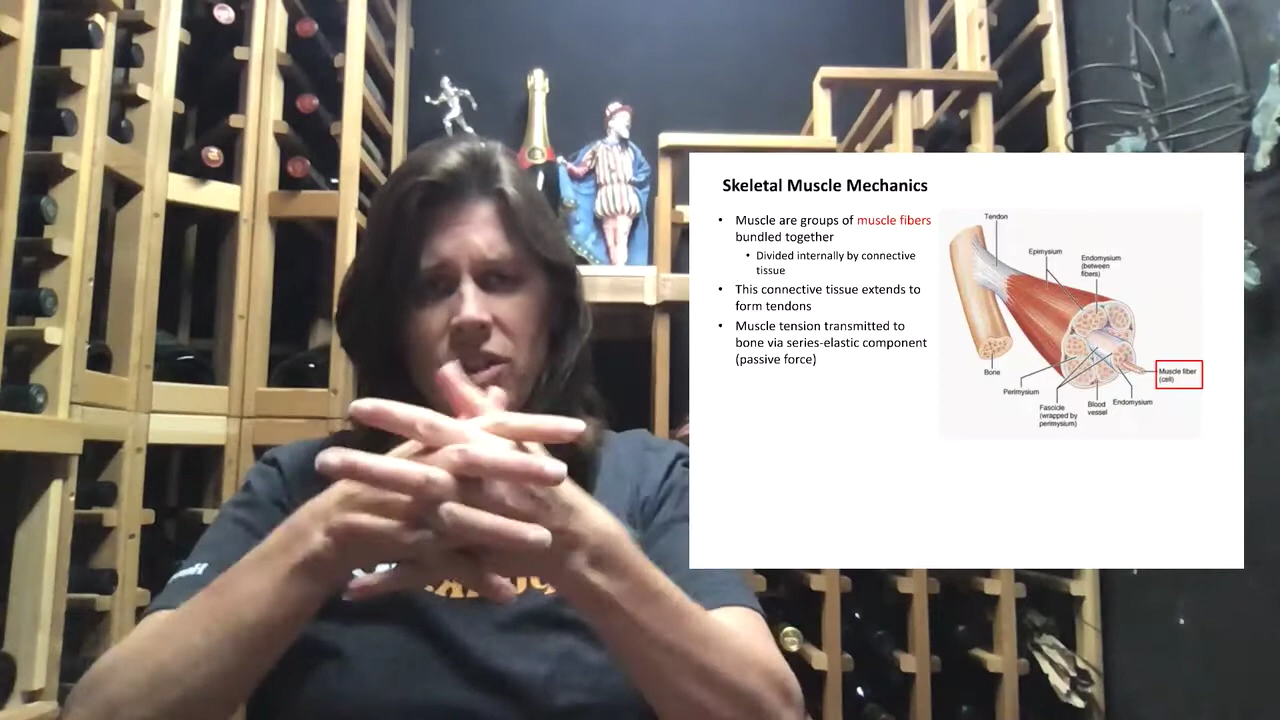 Skeletal Muscle Mechanics
• Muscle are groups of muscle fibers
bundled together
• Divided internally by connective
tissue
• This connective tissue extends to
form tendons
• Muscle tension transmitted to
bone via series-elastic component
(passive force)
Tendon
Epimysium
Endomysium
(between
fibers)
Bone
Perimysium
Fascicle
(wrapped by
perimysium)
Blood
vessel
Endomysium
Muscle fiber
(cell)